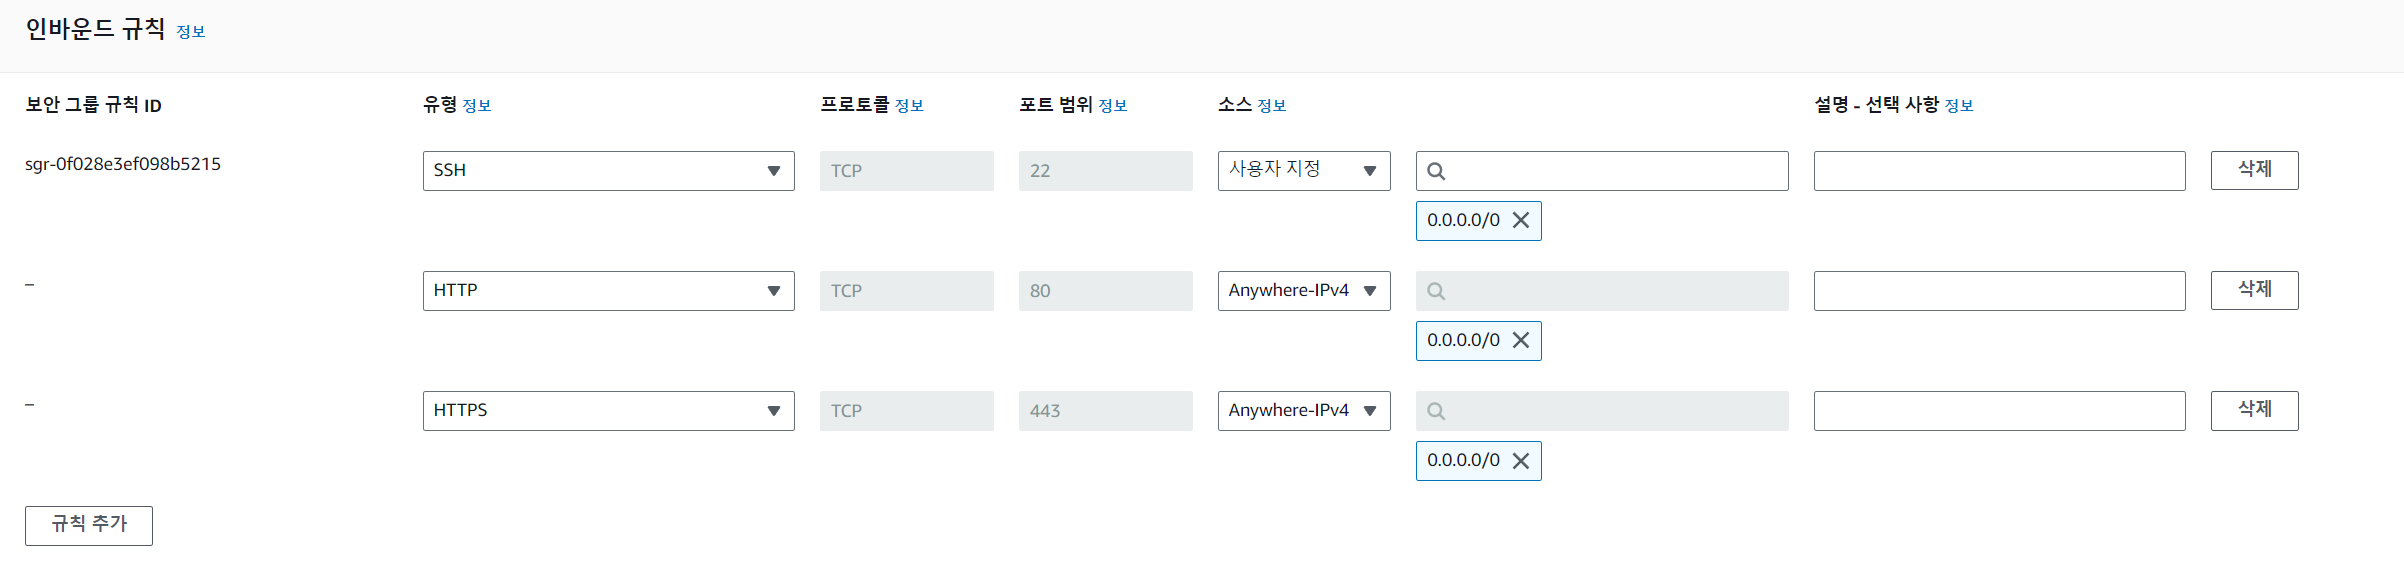 인바운드 규칙 정보
보안 그룹 규칙 ID 유형 정보 프로토콜 정보 포트 범위 정보 소스 정보 설명 - 선택 사항 정보
sgr-0f028e3ef098b5215 SSH TCP 22 사용자 지정 삭제
0.0.0.0/0
– HTTP TCP 80 Anywhere-IPv4 삭제
0.0.0.0/0
– HTTPS TCP 443 Anywhere-IPv4 삭제
0.0.0.0/0
규칙 추가